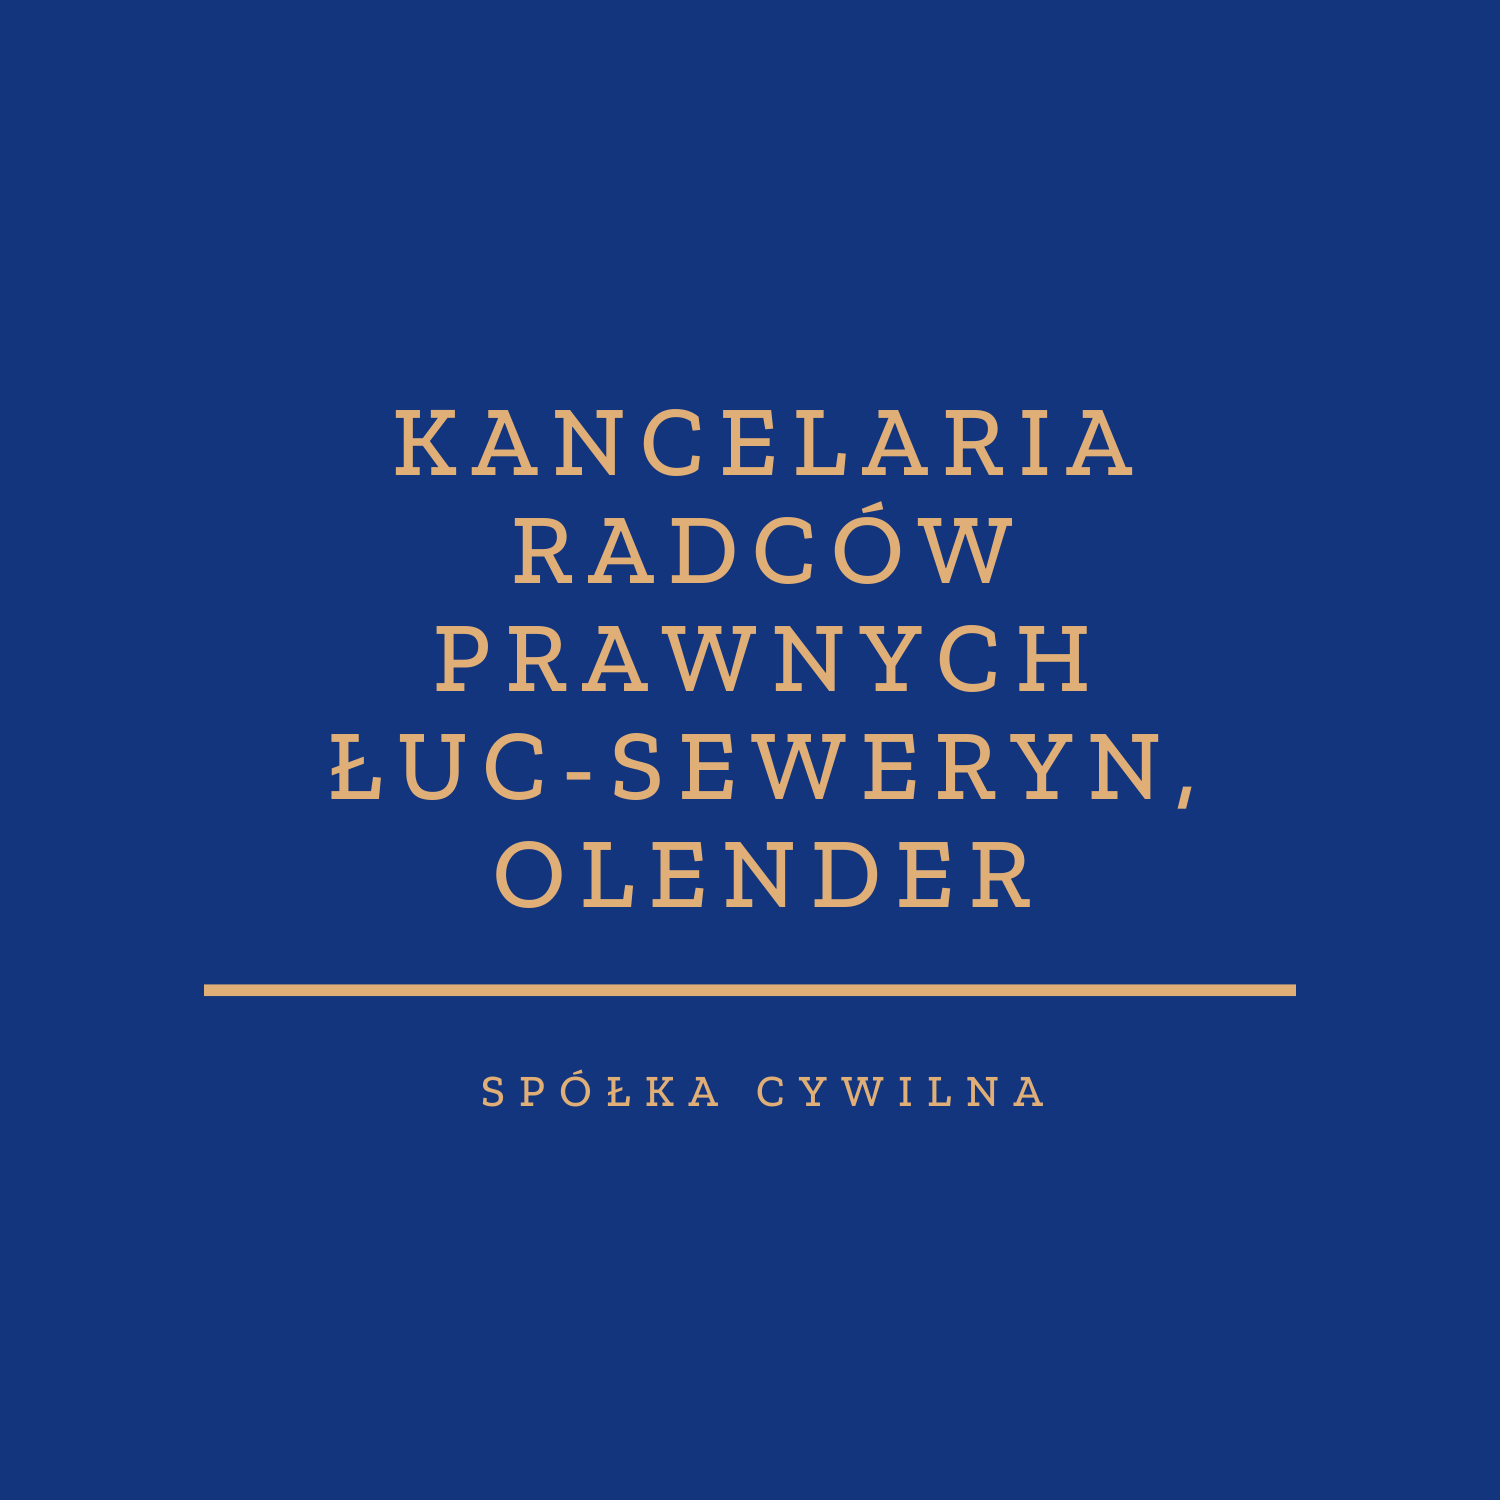 KANCELARIA
RADCÓW
PRAWNYCH
ŁUC-SEWERYN,
OLENDER
SPÓŁKA CYWILNA